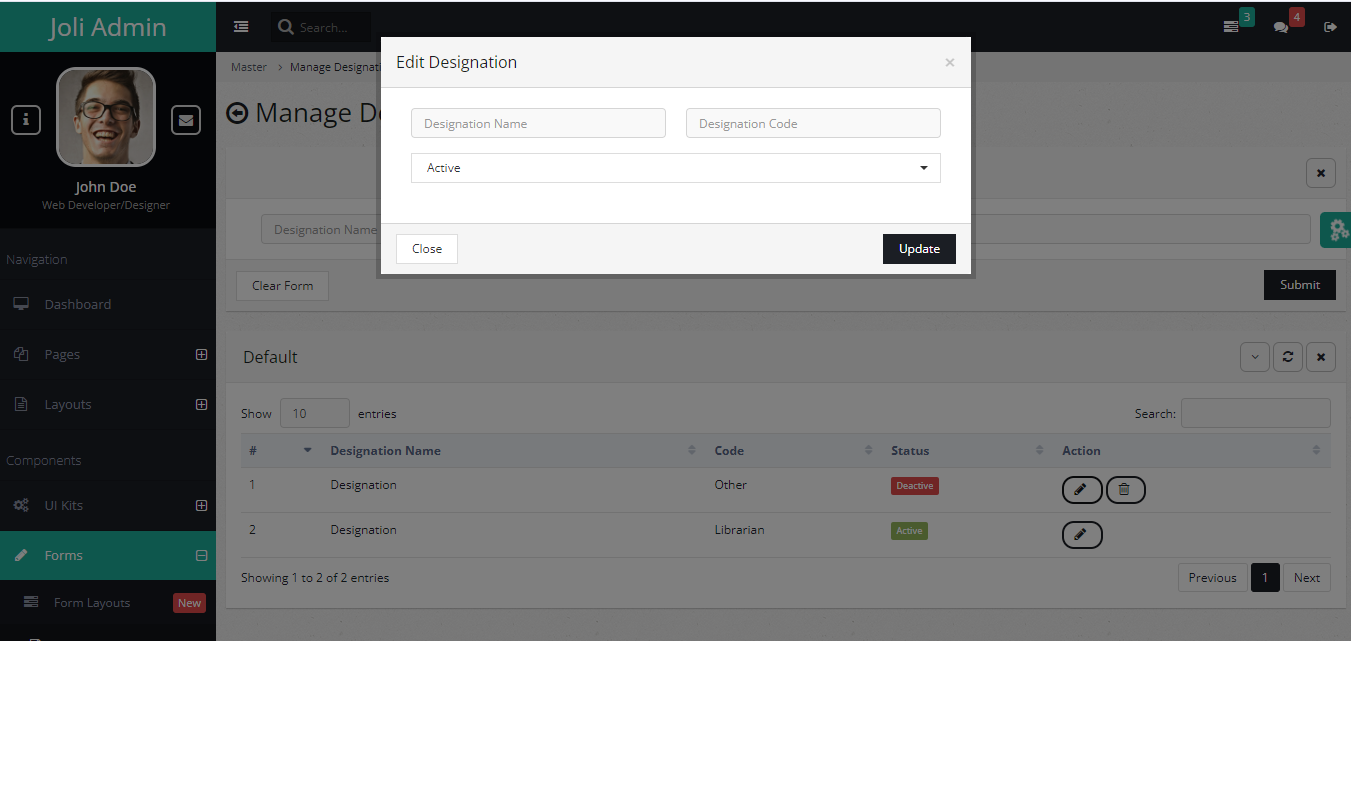 Joli Admin
Search...
3
4
John Doe
Web Developer/Designer
Navigation
Dashboard
Pages
Layouts
Components
UI Kits
Forms
Form Layouts New
Master > Manage Designati
Manage De
Edit Designation ×
Designation Name Designation Code
Active
Close Update
Designation Name
Clear Form Submit
Default
Show 10 entries Search:
# Designation Name Code Status Action
1 Designation Other Deactive
2 Designation Librarian Active
Showing 1 to 2 of 2 entries Previous 1 Next